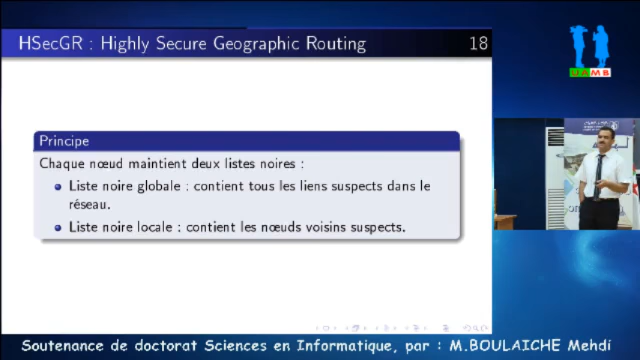 HSecGR : Highly Secure Geographic Routing 18
UAMB
Principe
Chaque nœud maintient deux listes noires :
Liste noire globale : contient tous les liens suspects dans le
réseau.
Liste noire locale : contient les nœuds voisins suspects.
Soutenance de doctorat Sciences en Informatique, par : M.BOULAICHE Mehdi